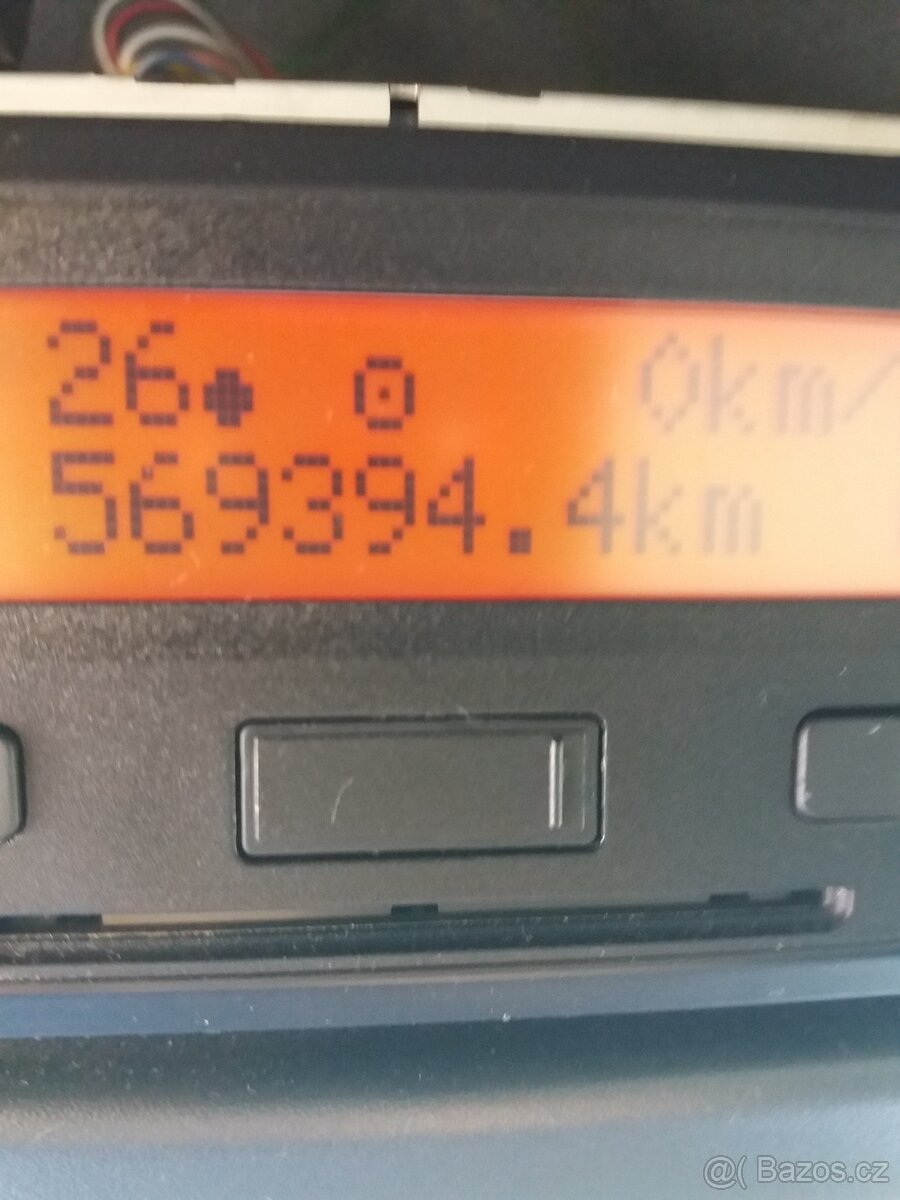 26● ⊙ 0km/
569394.4km
@( Bazos.cz